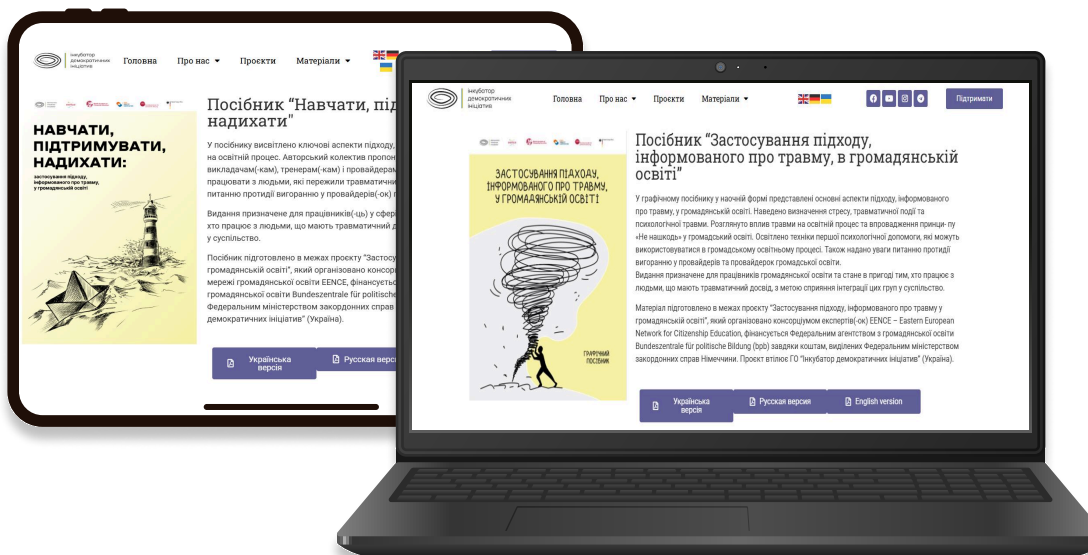 інкубатор
демократичних
ініціатив
Головна Про нас Проєкти Матеріали
НАВЧАТИ,
ПІДТРИМУВАТИ,
НАДИХАТИ:
застосування підходу,
інформованого про травму,
у громадянській освіті
Посібник “Навчати, під
надихати"
У посібнику висвітлено ключові аспекти підходу,
на освітній процес. Авторський колектив пропон
викладачам(-кам), тренерам(-кам) і провайдерам
працювати з людьми, які пережили травматичн
питанню протидії вигоранню у провайдерів(-ок)
Видання призначене для працівників(-ць) у сфер
хто працює з людьми, що мають травматичний д
у суспільство.
Посібник підготовлено в межах проєкту "Застосу
громадянській освіті", який організовано консорц
мережі громадянської освіти EENCE, фінансуєтьс
громадянської освіти Bundeszentrale für politische
Федеральним міністерством закордонних справ
демократичних ініціатив" (Україна).
Українська
версія
Русская верс
інкубатор
демократичних
ініціатив
Головна Про нас Проєкти Матеріали Підтримати
ЗАСТОСУВАННЯ ПІДХОДУ,
ІНФОРМОВАНОГО ПРО ТРАВМУ,
У ГРОМАДЯНСЬКІЙ ОСВІТІ
ГРАФІЧНИЙ
ПОСІБНИК
Посібник “Застосування підходу,
інформованого про травму, в громадянській
освіті”
У графічному посібнику у наочній формі представлені основні аспекти підходу, інформованого
про травму, у громадянській освіті. Наведено визначення стресу, травматичної події та
психологічної травми. Розглянуто вплив травми на освітній процес та впровадження принци- пу
«Не нашкодь» у громадський освіті. Освітлено техніки першої психологічної допомоги, які можуть
використовуватися в громадському освітньому процесі. Також надано уваги питанню протидії
вигоранню у провайдерів та провайдерок громадської освіти.
Видання призначене для працівників громадянської освіти та стане в пригоді тим, хто працює з
людьми, що мають травматичний досвід, з метою сприяння інтеграції цих груп у суспільство.
Матеріал підготовлено в межах проєкту "Застосування підходу, інформованого про травму у
громадянській освіті", який організовано консорціумом експертів(-ок) EENCE – Eastern European
Network for Citizenship Education, фінансується Федеральним агентством з громадянської освіти
Bundeszentrale für politische Bildung (bpb) завдяки коштам, виділених Федеральним міністерством
закордонних справ Німеччини. Проєкт втілює ГО "Інкубатор демократичних ініціатив" (Україна).
Українська
версія
Русская версия
English version